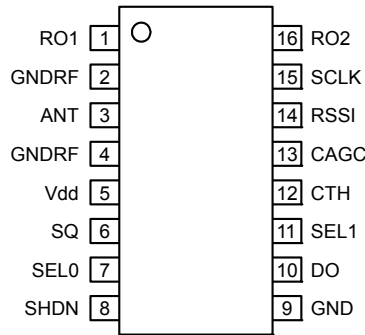 RO1 1 16 RO2
GNDRF 2 15 SCLK
ANT 3 14 RSSI
GNDRF 4 13 CAGC
Vdd 5 12 CTH
SQ 6 11 SEL1
SEL0 7 10 DO
SHDN 8 9 GND